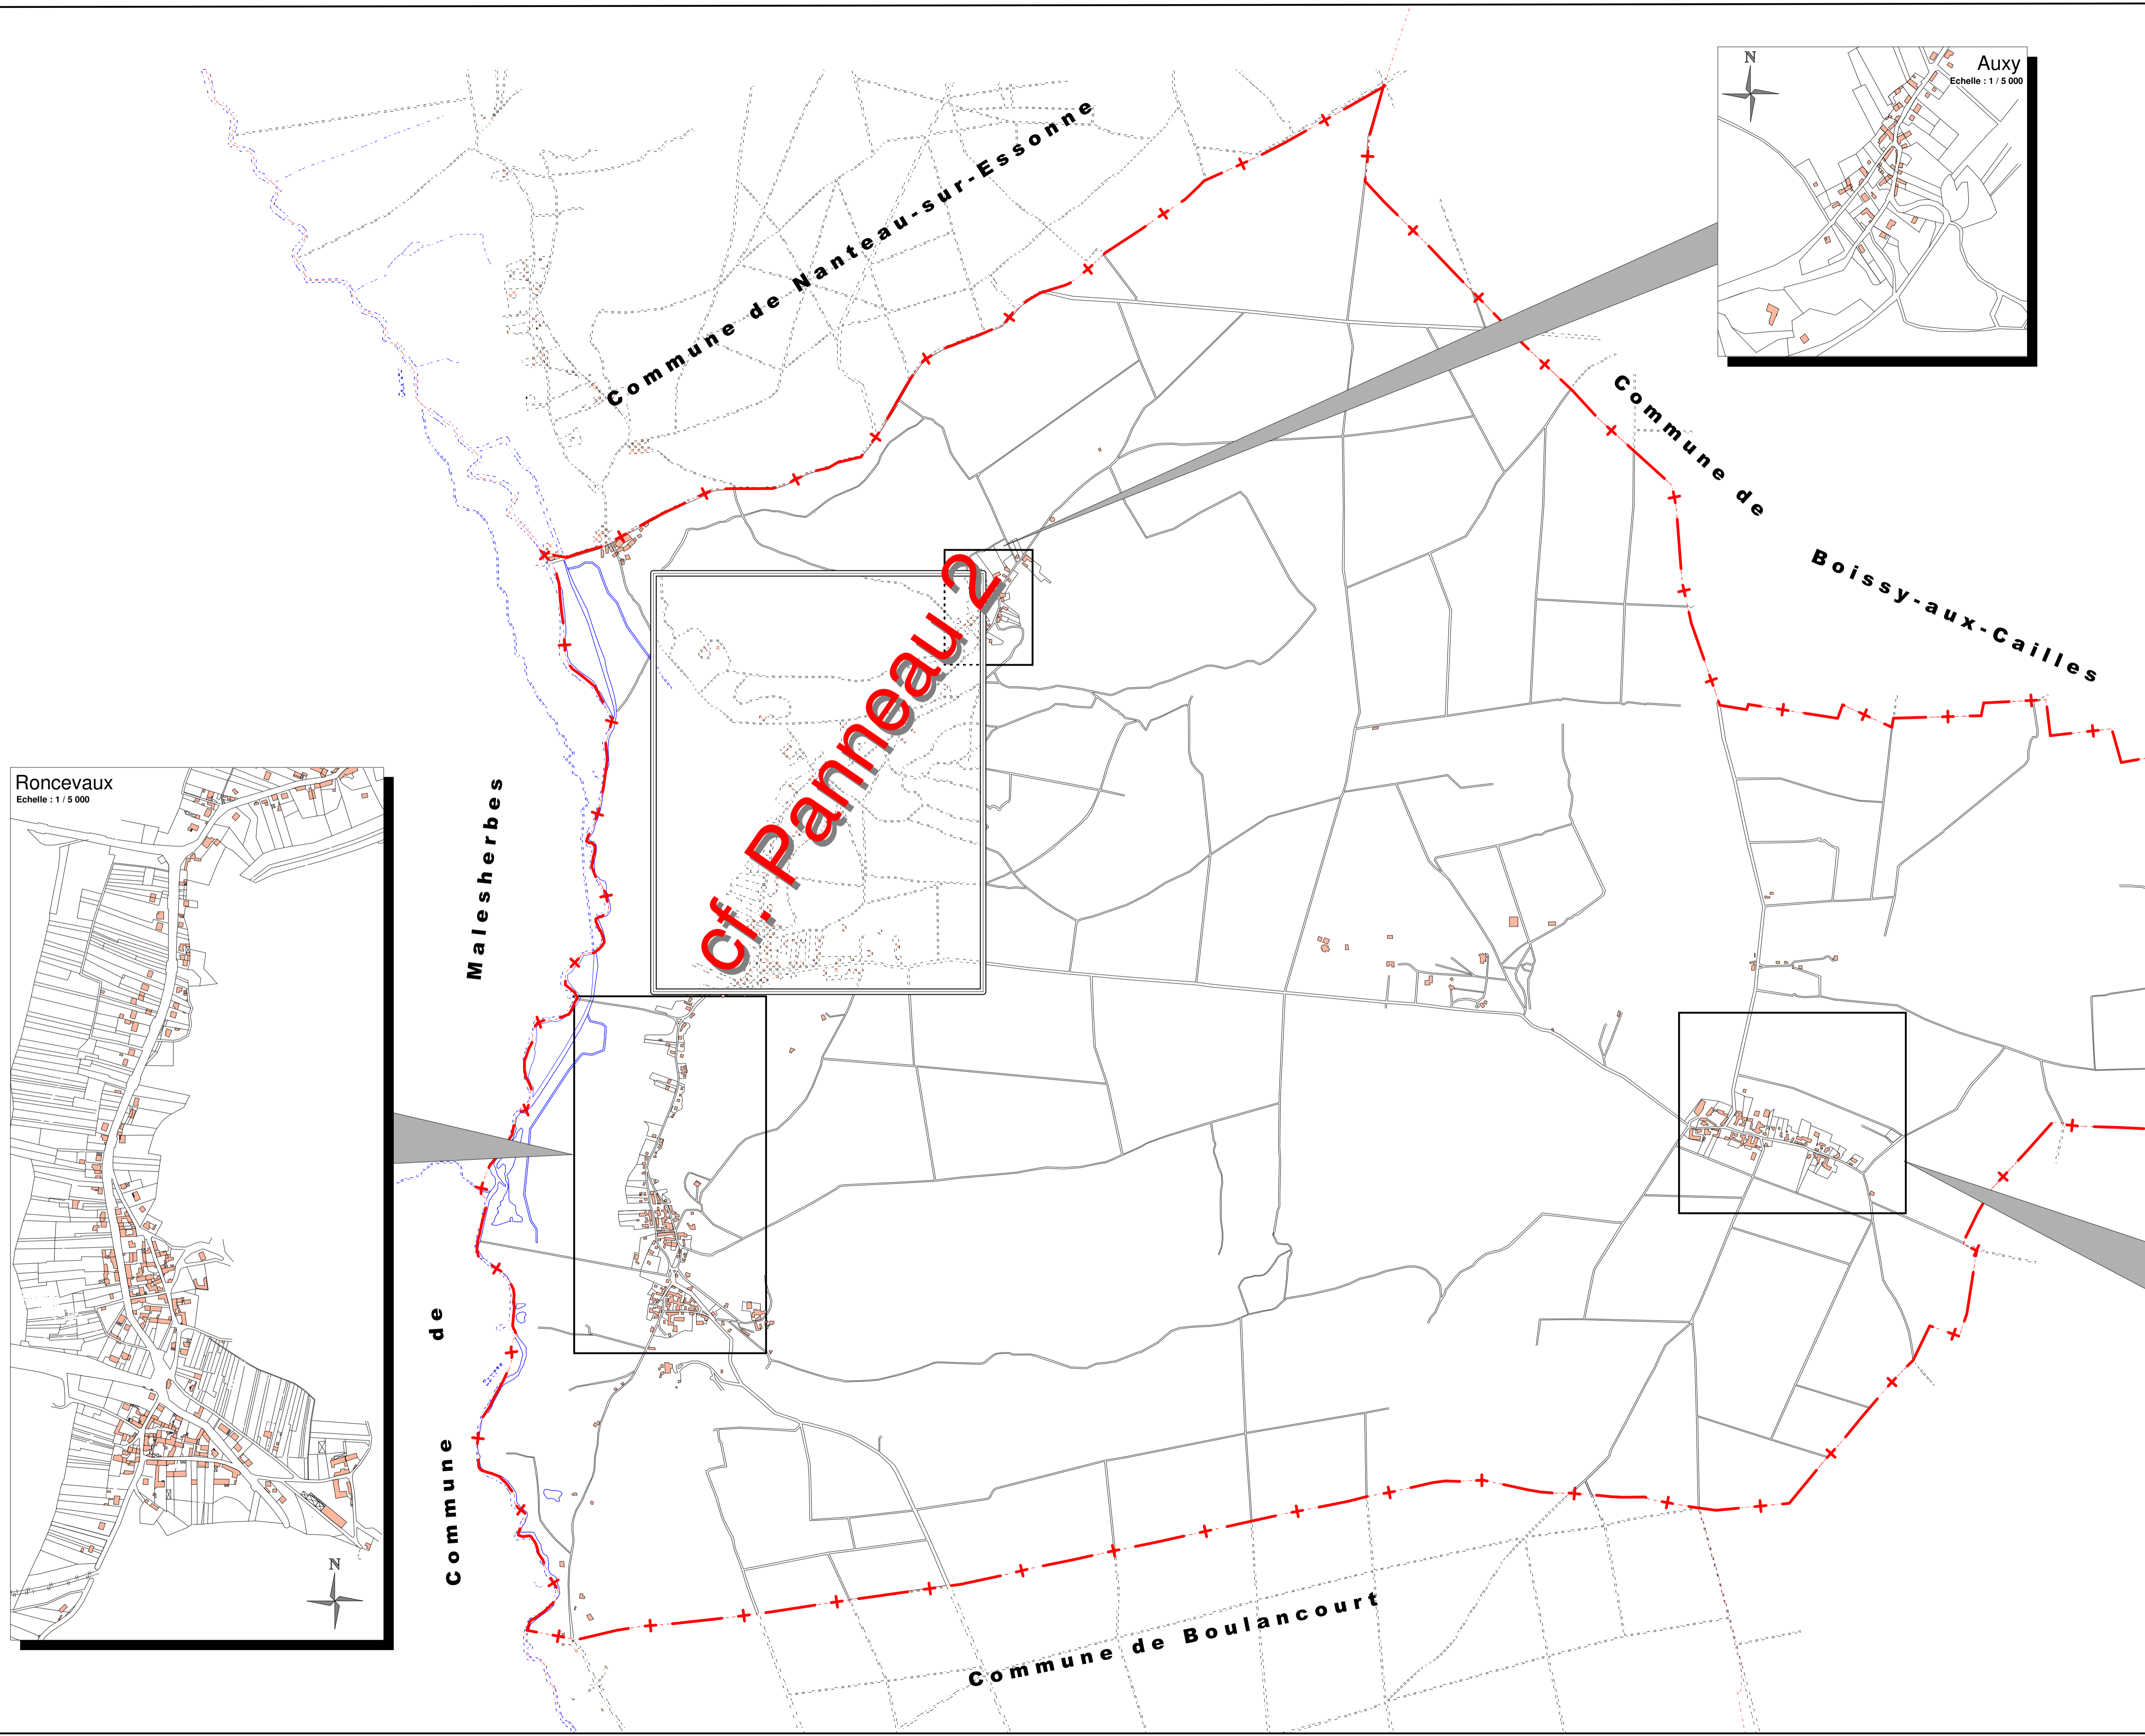 N
Auxy
Echelle : 1 / 5 000
Commune de Nanteau-sur-Essonne
Commune de
Boissy-aux-Cailles
cf. Panneau 2
Roncevaux
Echelle : 1 / 5 000
Commune de Malesherbes
N
Commune de Boulancourt